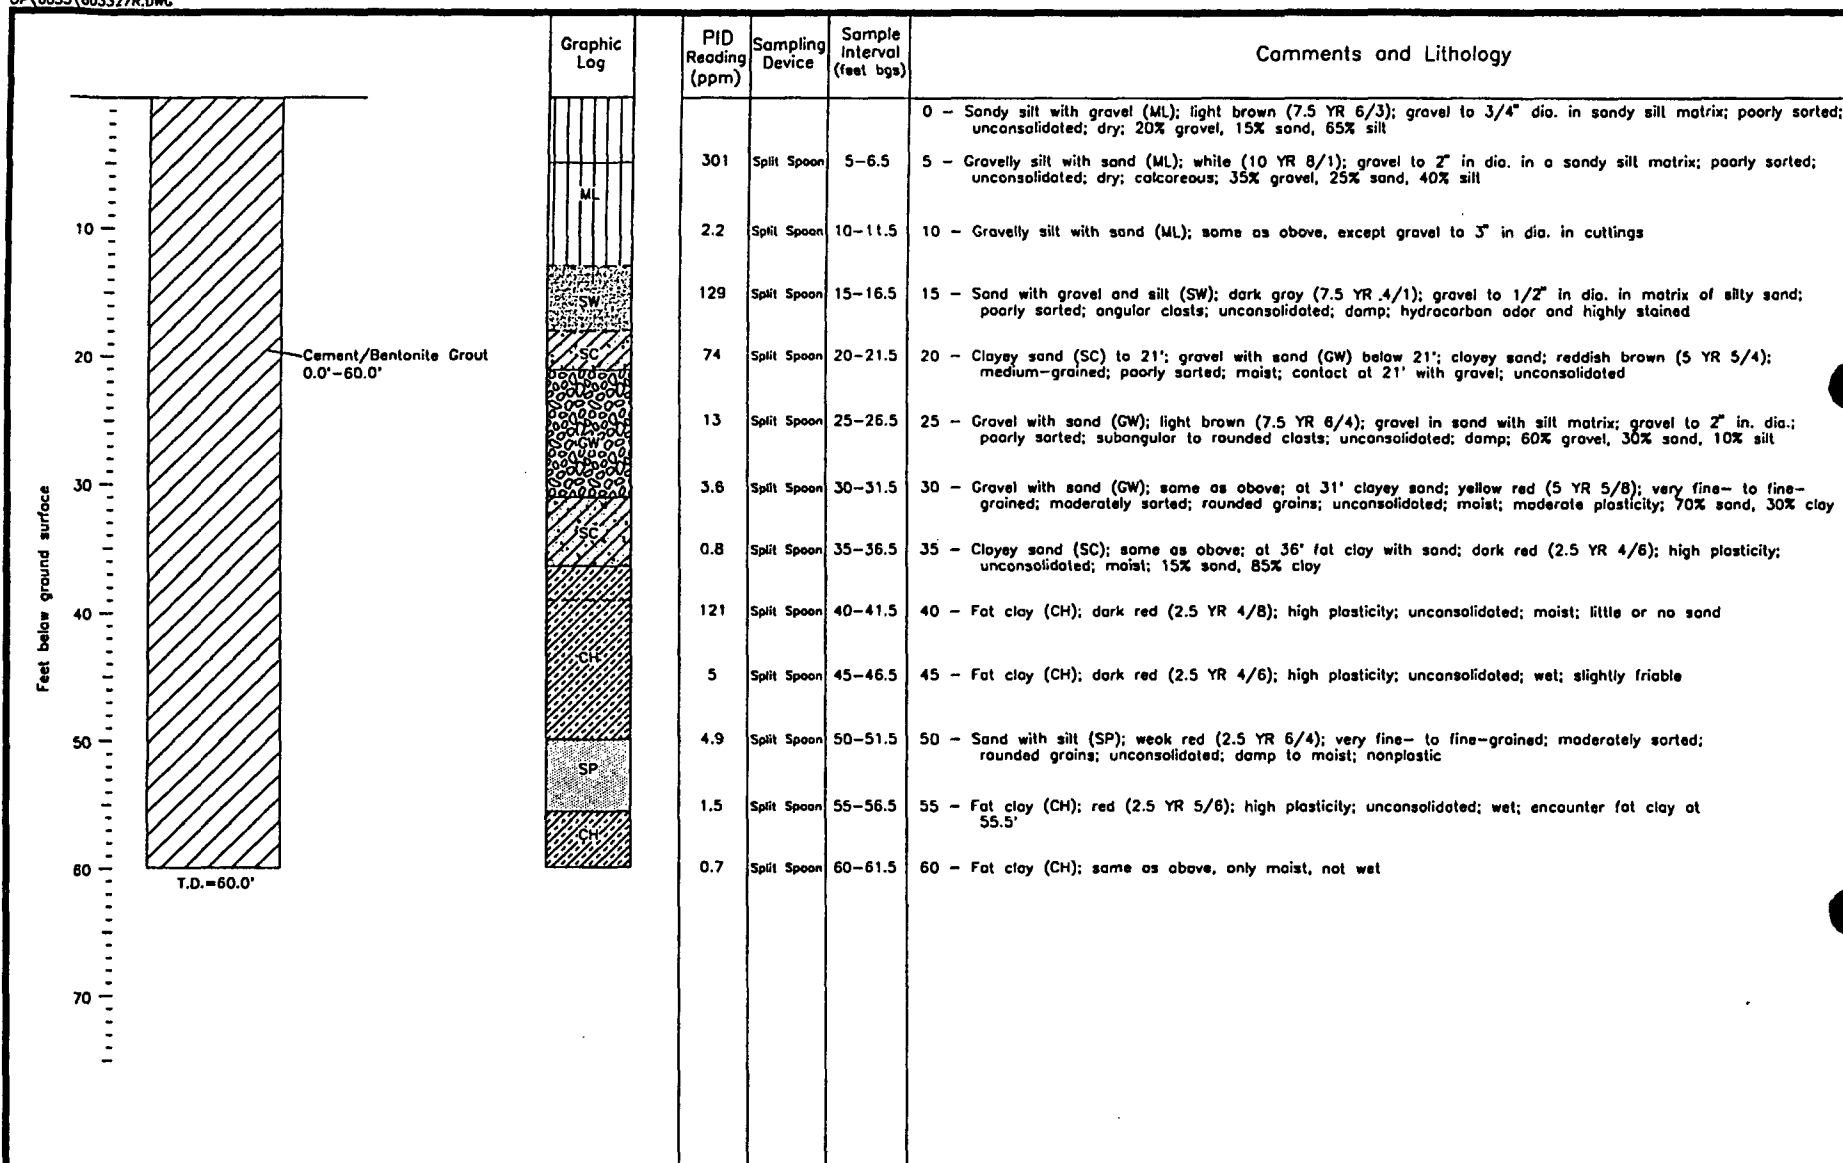 Graphic Log
PID Reading (ppm)
Sampling Device
Sample Interval (feet bgs)
Comments and Lithology
0 – Sandy silt with gravel (ML); light brown (7.5 YR 6/3); gravel to 3/4" dia. in sandy silt matrix; poorly sorted;
unconsolidated; dry; 20% gravel, 15% sand, 65% silt
301 Split Spoon 5–6.5 5 – Gravelly silt with sand (ML); white (10 YR 8/1); gravel to 2" in dia. in a sandy silt matrix; poorly sorted;
unconsolidated; dry; calcareous; 35% gravel, 25% sand, 40% silt
ML
10
2.2 Split Spoon 10–11.5 10 – Gravelly silt with sand (ML); same as above, except gravel to 3" in dia. in cuttings
SW
129 Split Spoon 15–16.5 15 – Sand with gravel and silt (SW); dark gray (7.5 YR 4/1); gravel to 1/2" in dia. in matrix of silty sand;
poorly sorted; angular clasts; unconsolidated; damp; hydrocarbon odor and highly stained
20
Cement/Bentonite Grout
0.0'–60.0'
SC
74 Split Spoon 20–21.5 20 – Clayey sand (SC) to 21'; gravel with sand (GW) below 21'; clayey sand; reddish brown (5 YR 5/4);
medium–grained; poorly sorted; moist; contact at 21' with gravel; unconsolidated
GW
13 Split Spoon 25–26.5 25 – Gravel with sand (GW); light brown (7.5 YR 6/4); gravel in sand with silt matrix; gravel to 2" in. dia.;
poorly sorted; subangular to rounded clasts; unconsolidated; damp; 60% gravel, 30% sand, 10% silt
30
3.6 Split Spoon 30–31.5 30 – Gravel with sand (GW); same as above; at 31' clayey sand; yellow red (5 YR 5/8); very fine– to fine–
grained; moderately sorted; rounded grains; unconsolidated; moist; moderate plasticity; 70% sand, 30% clay
SC
0.8 Split Spoon 35–36.5 35 – Clayey sand (SC); same as above; at 36' fat clay with sand; dark red (2.5 YR 4/6); high plasticity;
unconsolidated; moist; 15% sand, 85% clay
Feet below ground surface
40
121 Split Spoon 40–41.5 40 – Fat clay (CH); dark red (2.5 YR 4/8); high plasticity; unconsolidated; moist; little or no sand
CH
5 Split Spoon 45–46.5 45 – Fat clay (CH); dark red (2.5 YR 4/6); high plasticity; unconsolidated; wet; slightly friable
50
4.9 Split Spoon 50–51.5 50 – Sand with silt (SP); weak red (2.5 YR 6/4); very fine– to fine–grained; moderately sorted;
rounded grains; unconsolidated; damp to moist; nonplastic
SP
1.5 Split Spoon 55–56.5 55 – Fat clay (CH); red (2.5 YR 5/6); high plasticity; unconsolidated; wet; encounter fat clay at
55.5'
CH
60
0.7 Split Spoon 60–61.5 60 – Fat clay (CH); same as above, only moist, not wet
T.D.=60.0'
70